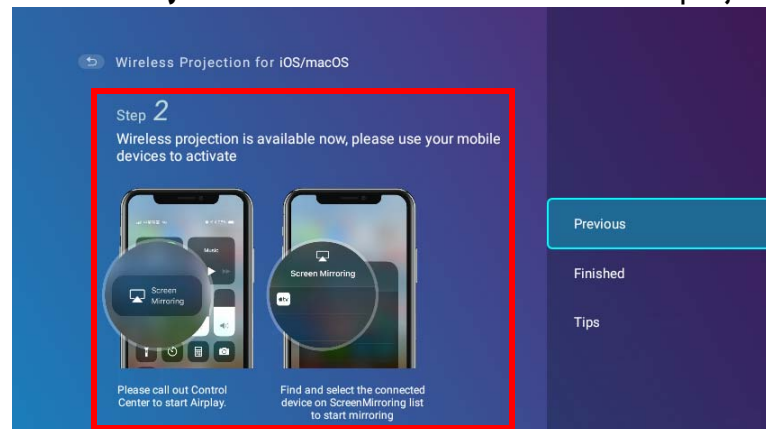 Wireless Projection for iOS/macOS
Step 2
Wireless projection is available now, please use your mobile
devices to activate
Music
Screen
Mirroring
Screen Mirroring
tv
Please call out Control
Center to start Airplay.
Find and select the connected
device on ScreenMirroring list
to start mirroring
Previous
Finished
Tips